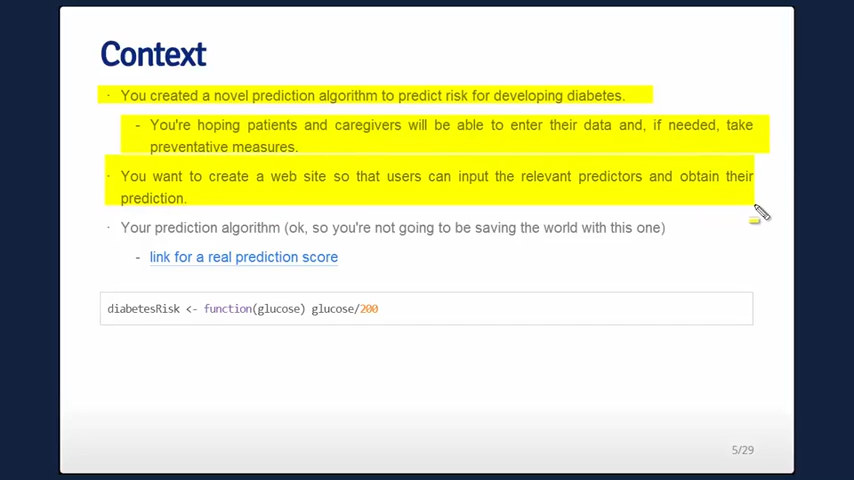 Context
· You created a novel prediction algorithm to predict risk for developing diabetes.
- You're hoping patients and caregivers will be able to enter their data and, if needed, take
preventative measures.
· You want to create a web site so that users can input the relevant predictors and obtain their
prediction.
· Your prediction algorithm (ok, so you're not going to be saving the world with this one)
- link for a real prediction score
diabetesRisk <- function(glucose) glucose/200
5/29